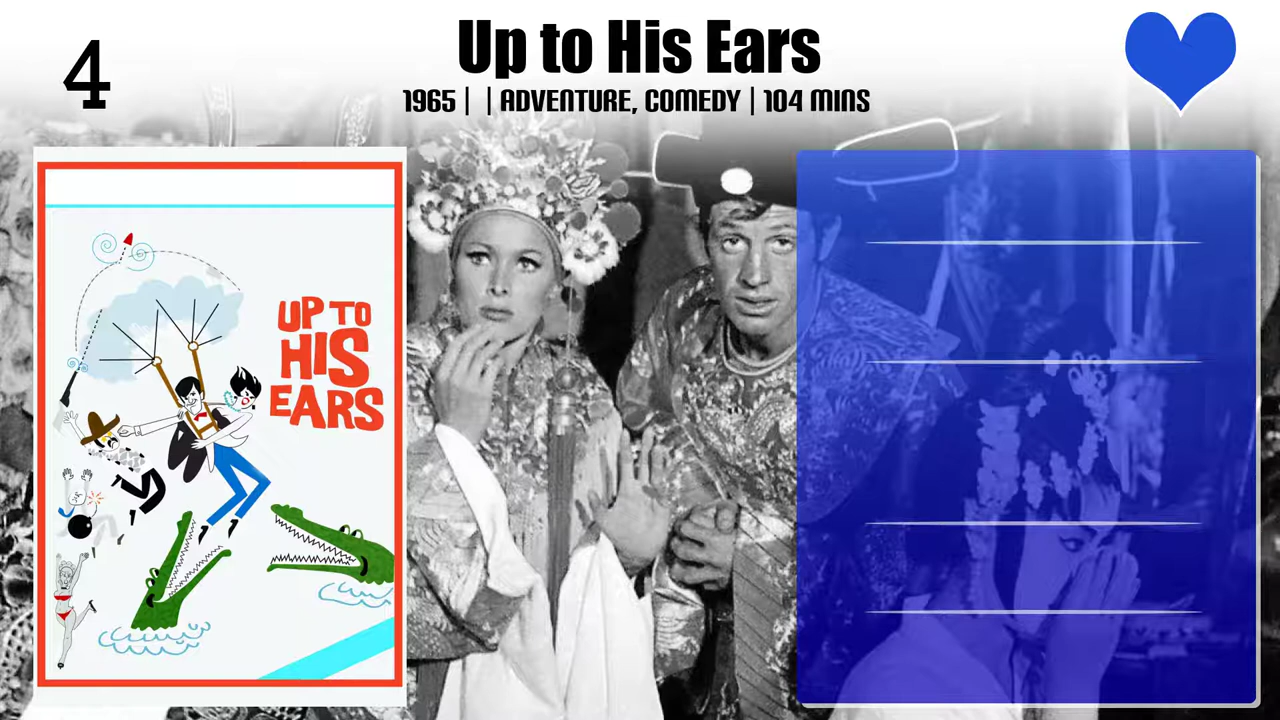 4
Up to His Ears
1965 | | ADVENTURE, COMEDY | 104 MINS
UP TO
HIS
EARS